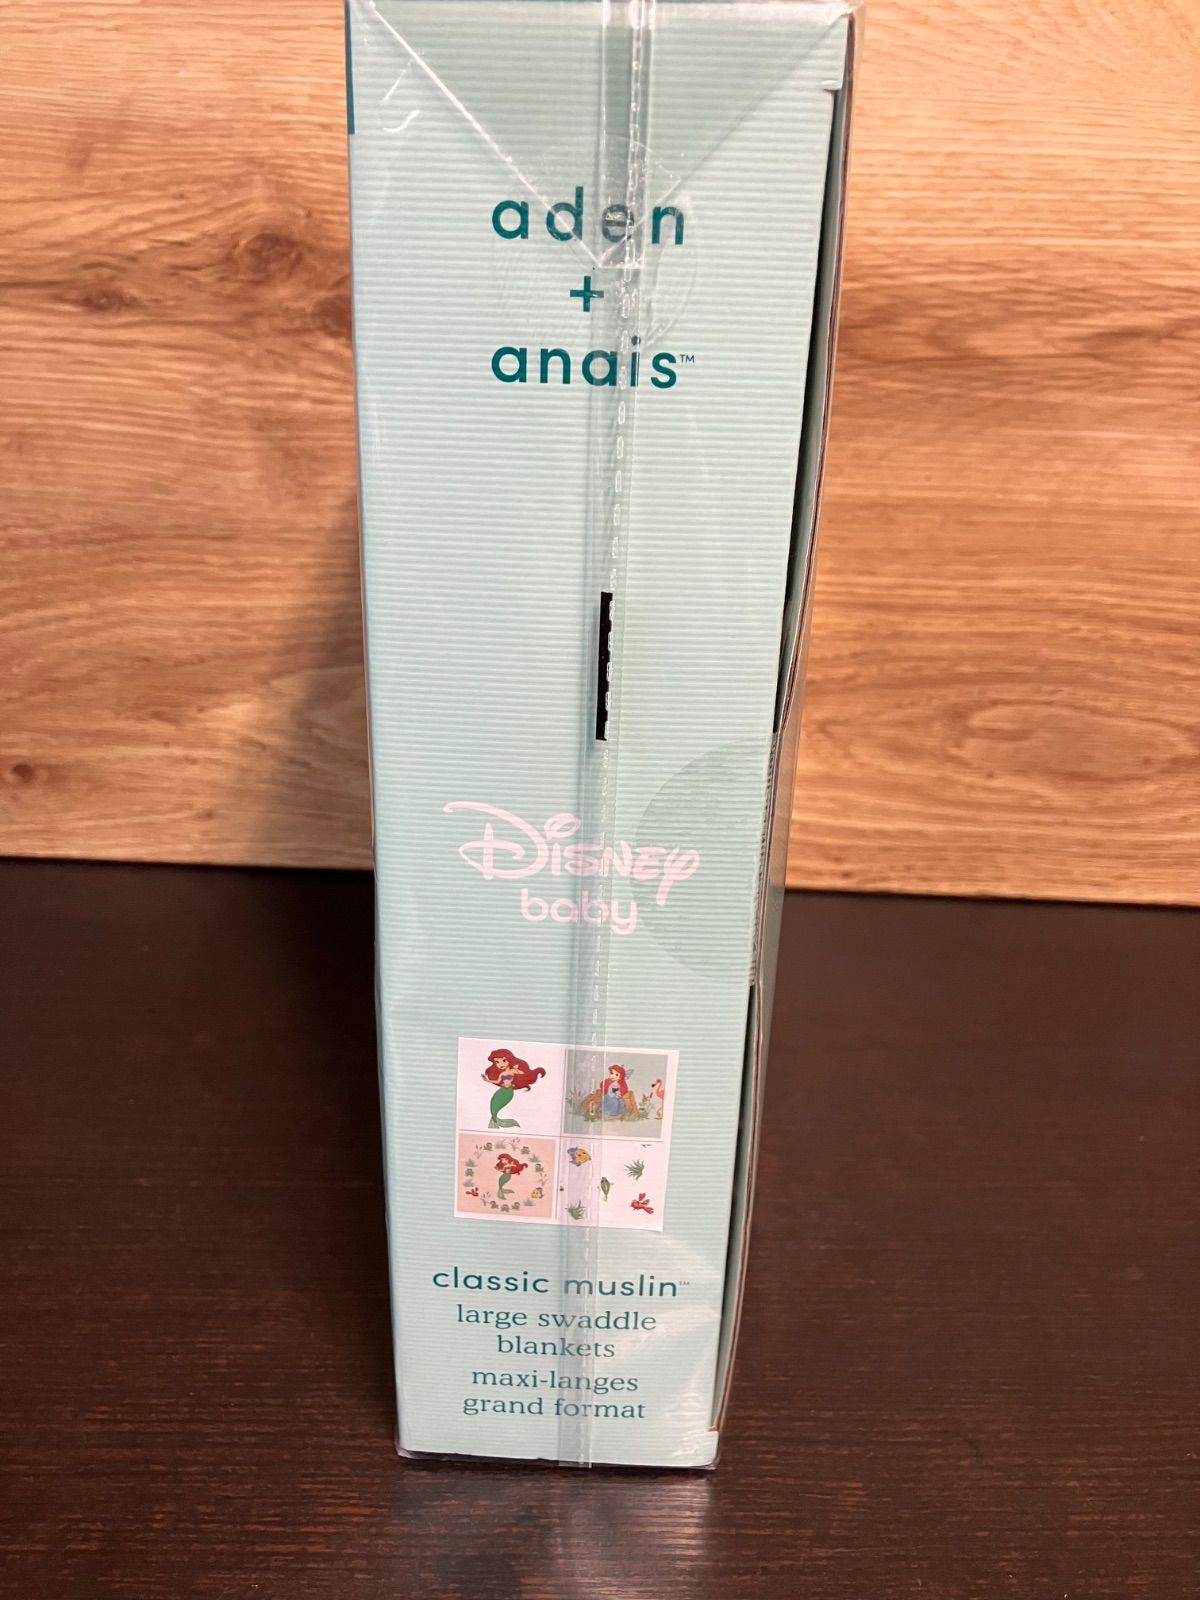 aden
+
anais™
Disney
baby
classic muslin™
large swaddle
blankets
maxi-langes
grand format